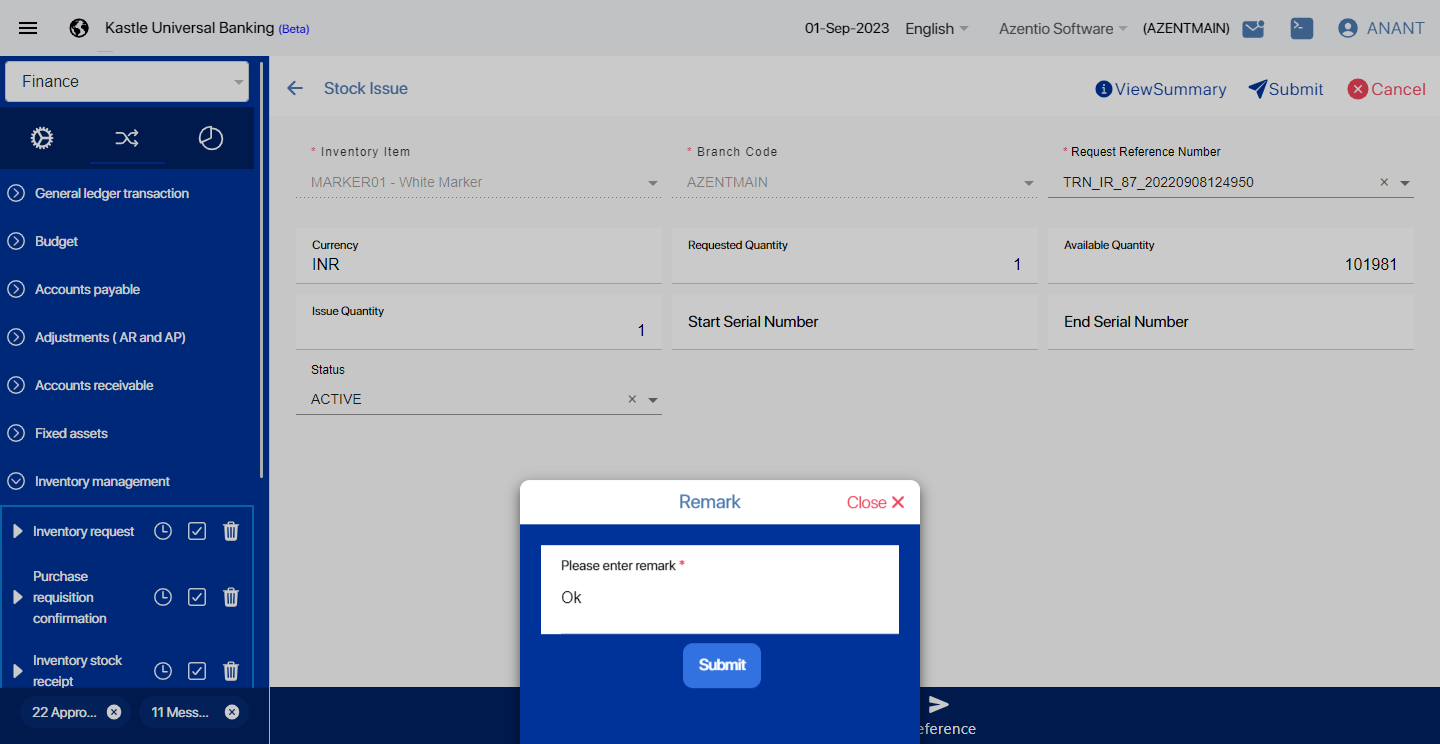 Kastle Universal Banking (Beta)
01-Sep-2023
English
Azentio Software
(AZENTMAIN)
ANANT
Finance
General ledger transaction
Budget
Accounts payable
Adjustments ( AR and AP)
Accounts receivable
Fixed assets
Inventory management
Inventory request
Purchase
requisition
confirmation
Inventory stock
receipt
22 Appro...
11 Mess...
Stock Issue
ViewSummary
Submit
Cancel
* Inventory Item
MARKER01 - White Marker
* Branch Code
AZENTMAIN
* Request Reference Number
TRN_IR_87_20220908124950
Currency
INR
Requested Quantity
1
Available Quantity
101981
Issue Quantity
1
Start Serial Number
End Serial Number
Status
ACTIVE
Remark
Close
Please enter remark *
Ok
Submit
eference